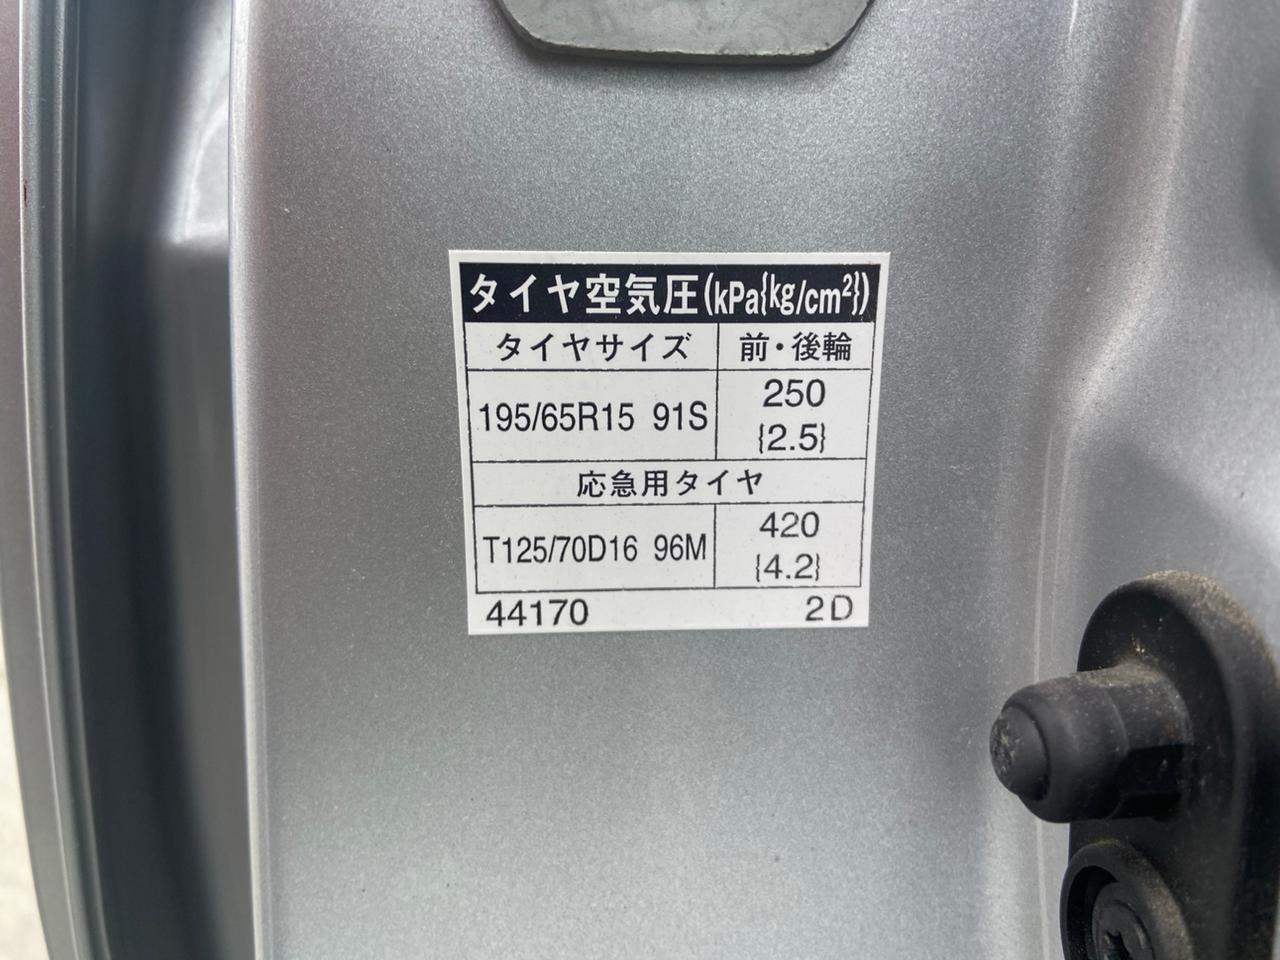 タイヤ空気圧(kPa{kg/cm²})
タイヤサイズ 前・後輪
195/65R15 91S 250
{2.5}
応急用タイヤ
T125/70D16 96M 420
{4.2}
44170 2D